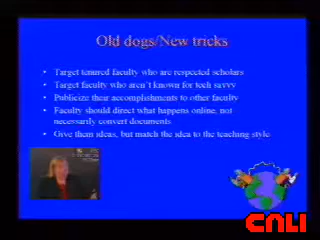 Old dogs/New tricks
• Target tenured faculty who are respected scholars
• Target faculty who aren't known for tech savvy
• Publicize their accomplishments to other faculty
• Faculty should direct what happens online, not
necessarily convert documents
• Give them ideas, but match the idea to the teaching style
CNLI